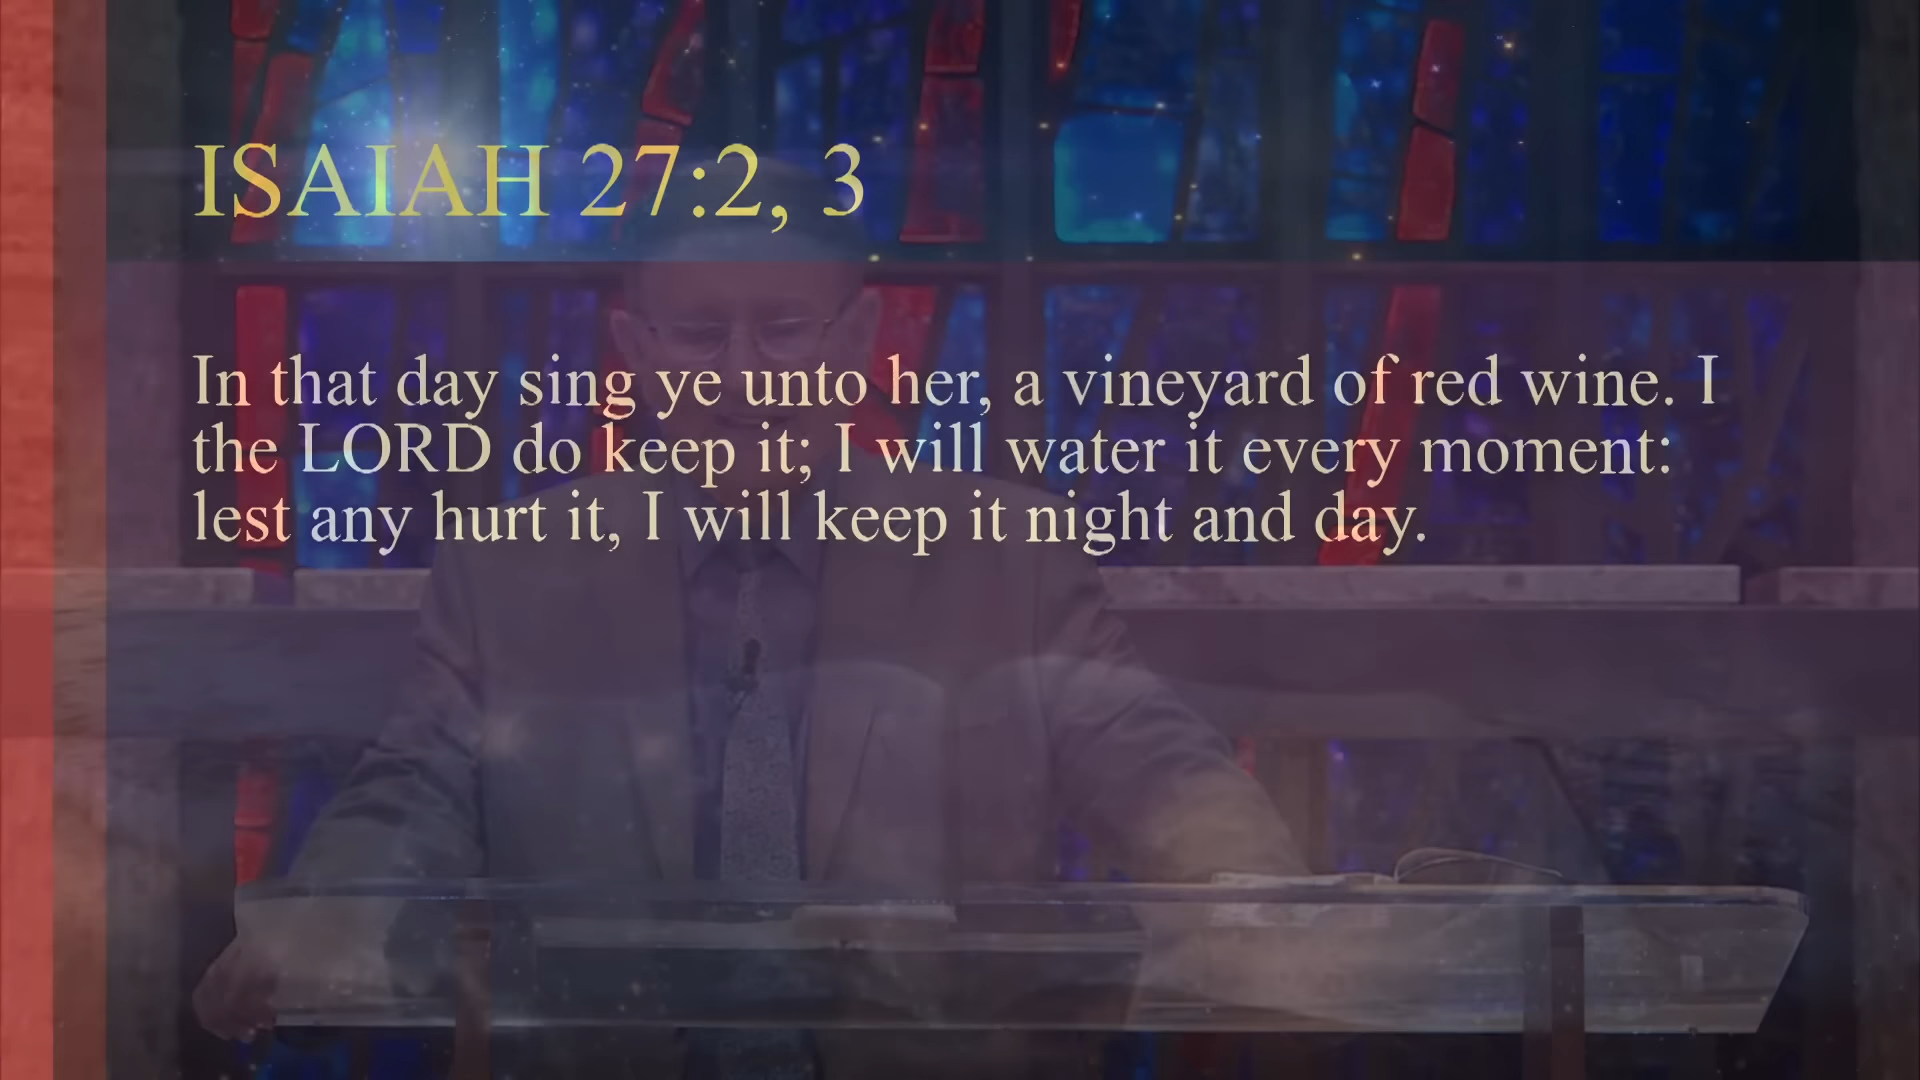 ISAIAH 27:2, 3
In that day sing ye unto her, a vineyard of red wine. I
the LORD do keep it; I will water it every moment:
lest any hurt it, I will keep it night and day.